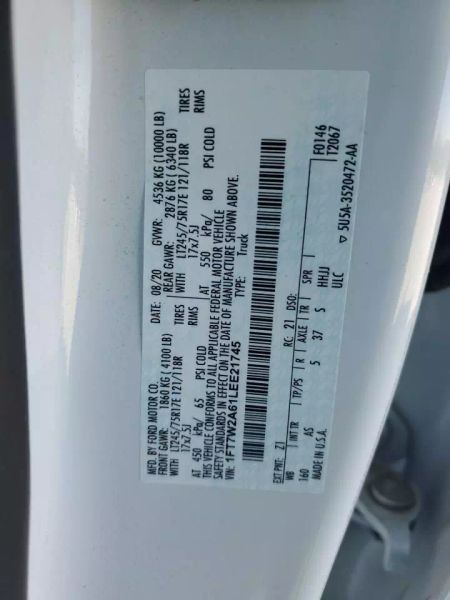 MFD. BY FORD MOTOR CO.
DATE: 08/20 GVWR: 4536 KG (10000 LB)
FRONT GAWR: 1860 KG ( 4100 LB) REAR GAWR: 2876 KG ( 6340 LB)
WITH LT245/75R17E 121/118R TIRES WITH LT245/75R17E 121/118R TIRES
17x7.5J RIMS 17x7.5J RIMS
AT 450 kPa/ 65 PSI COLD AT 550 kPa/ 80 PSI COLD
THIS VEHICLE CONFORMS TO ALL APPLICABLE FEDERAL MOTOR VEHICLE
SAFETY STANDARDS IN EFFECT ON THE DATE OF MANUFACTURE SHOWN ABOVE.
VIN: 1FT7W2A61LEE21745 TYPE: Truck
F0146
T2067
EXT PNT: Z1 RC: 21 DSO:
WB INT TR TP/PS R AXLE TR SPR
160 AS 5 37 S HHJJ
MADE IN U.S.A. ULC
▽ 5U5A-3520472-AA